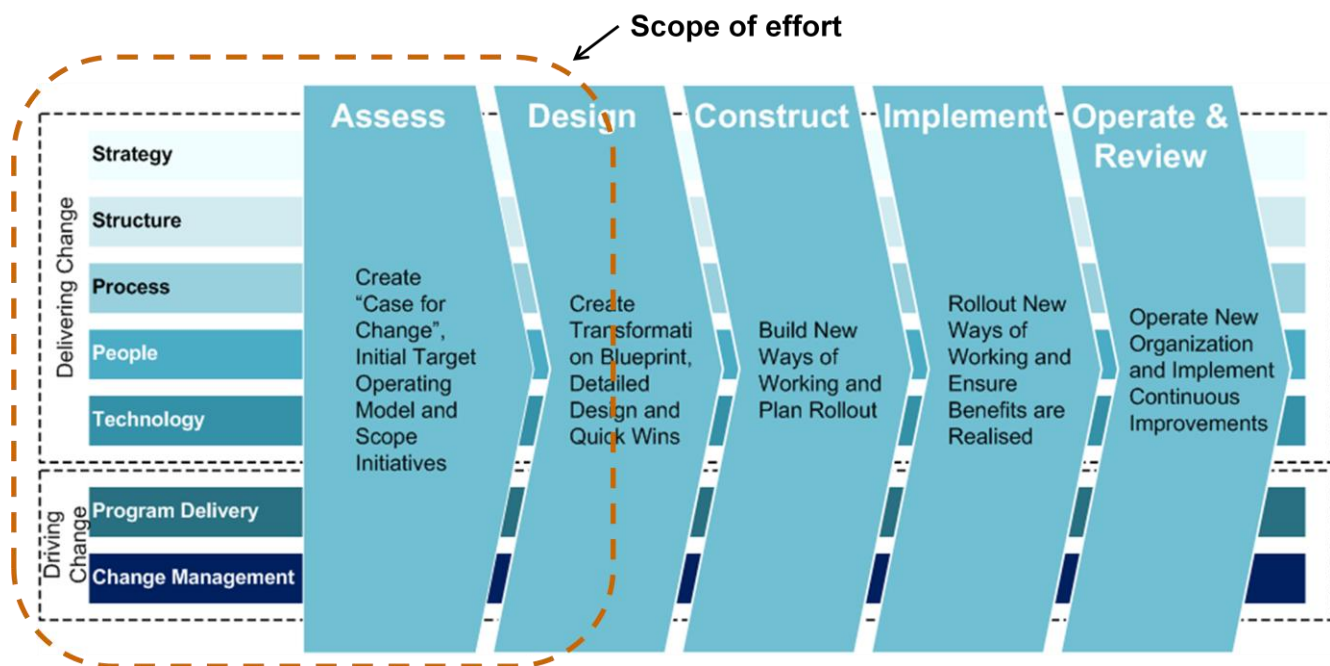 Scope of effort
Assess
Design
Construct
Implement
Operate &
Review
Delivering Change
Strategy
Structure
Process
People
Technology
Create
“Case for
Change”,
Initial Target
Operating
Model and
Scope
Initiatives
Create
Transformati
on Blueprint,
Detailed
Design and
Quick Wins
Build New
Ways of
Working and
Plan Rollout
Rollout New
Ways of
Working and
Ensure
Benefits are
Realised
Operate New
Organization
and Implement
Continuous
Improvements
Driving
Change
Program Delivery
Change Management